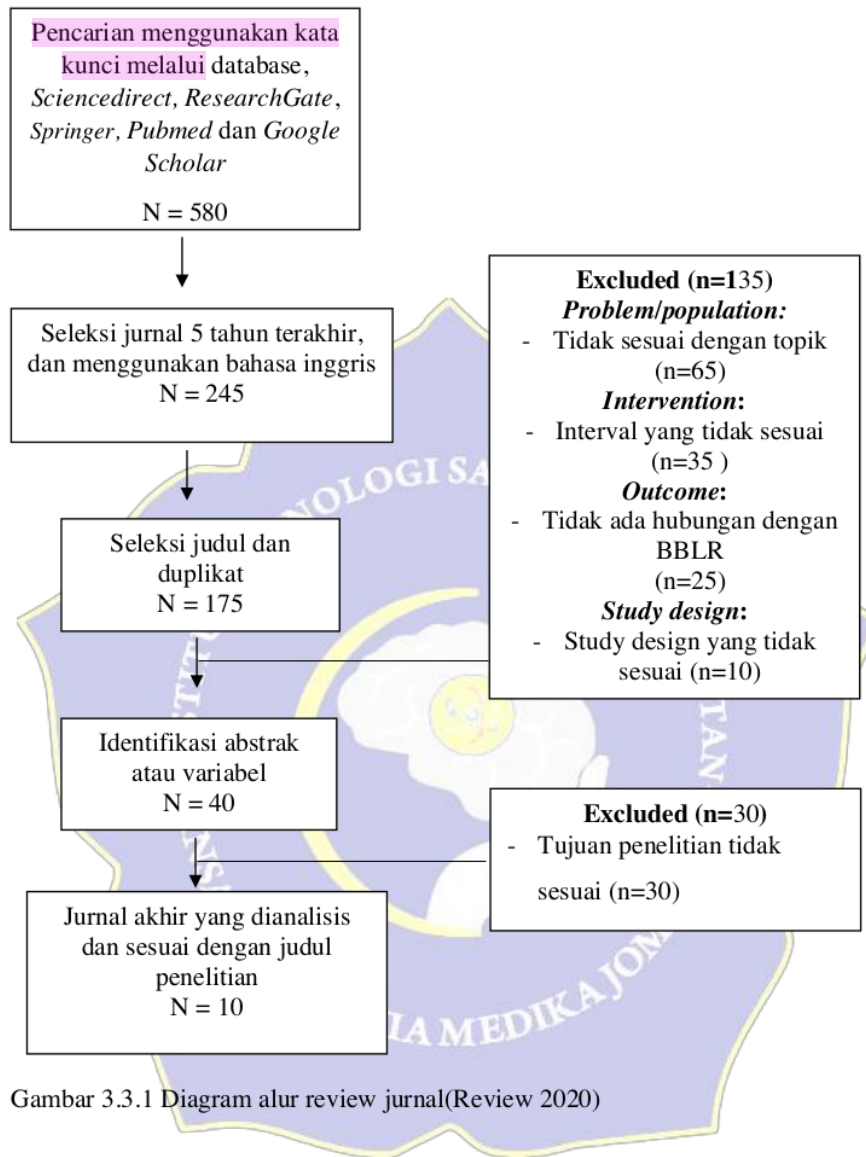 Pencarian menggunakan kata
kunci melalui database,
Sciencedirect, ResearchGate,
Springer, Pubmed dan Google
Scholar
N = 580
Seleksi jurnal 5 tahun terakhir,
dan menggunakan bahasa inggris
N = 245
Seleksi judul dan
duplikat
N = 175
Excluded (n=135)
Problem/population:
- Tidak sesuai dengan topik
(n=65)
Intervention:
- Interval yang tidak sesuai
(n=35 )
Outcome:
- Tidak ada hubungan dengan
BBLR
(n=25)
Study design:
- Study design yang tidak
sesuai (n=10)
Identifikasi abstrak
atau variabel
N = 40
Excluded (n=30)
- Tujuan penelitian tidak
sesuai (n=30)
Jurnal akhir yang dianalisis
dan sesuai dengan judul
penelitian
N = 10
Gambar 3.3.1 Diagram alur review jurnal(Review 2020)